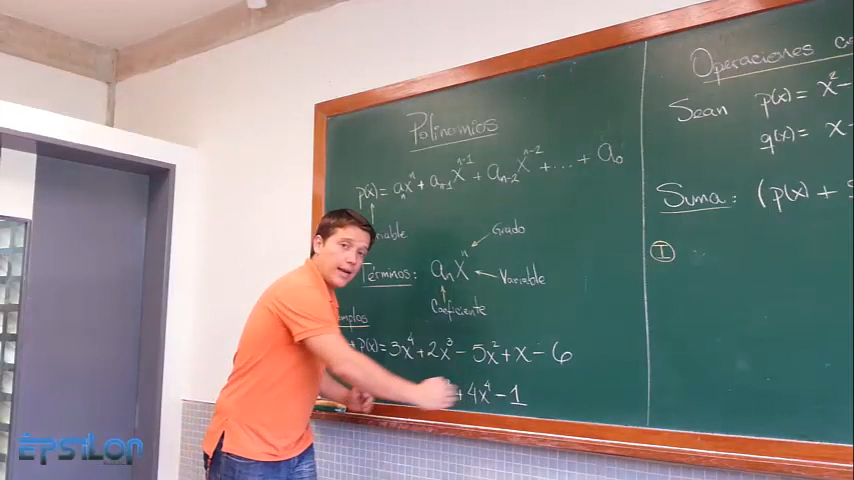 Polinomios
p(x) = aₙxⁿ + aₙ₋₁xⁿ⁻¹ + aₙ₋₂xⁿ⁻² + ..... + a₀
Términos: aₙxⁿ
Grado
Variable
Coeficiente
p(x) = 3x⁴ + 2x³ - 5x² + x - 6
+ 4x⁴ - 1
Operaciones
Sean p(x) = x² -
q(x) = x -
Suma: (p(x) +
I
EPSILON